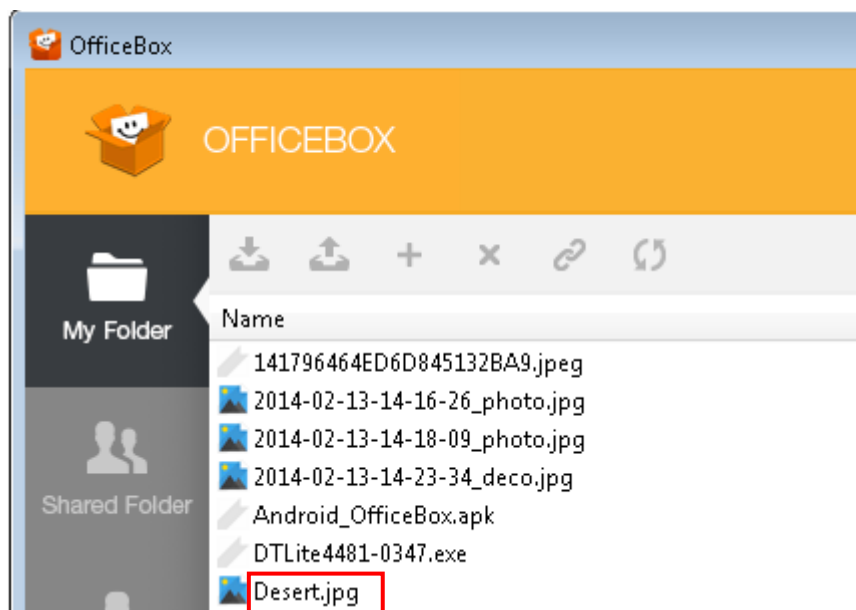 OfficeBox
OFFICEBOX
My Folder
Shared Folder
Name
141796464ED6D845132BA9.jpeg
2014-02-13-14-16-26_photo.jpg
2014-02-13-14-18-09_photo.jpg
2014-02-13-14-23-34_deco.jpg
Android_OfficeBox.apk
DTLite4481-0347.exe
Desert.jpg